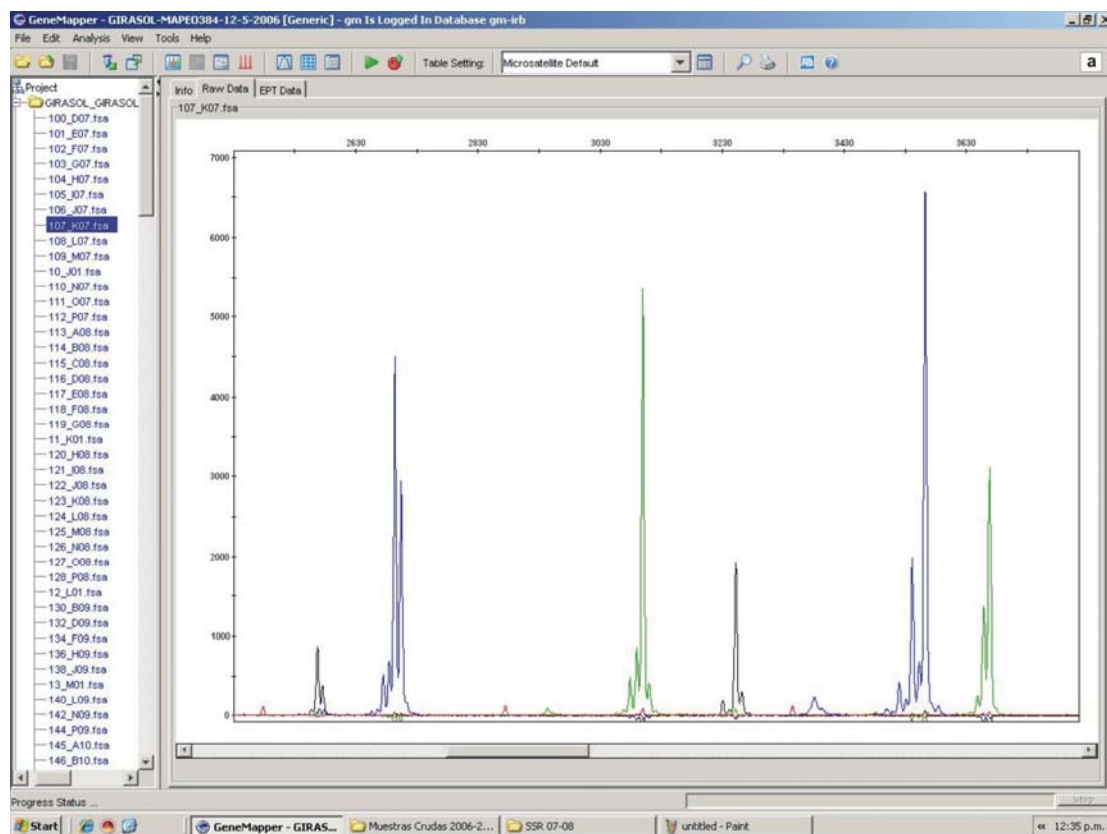 GeneMapper - GIRASOL-MAPEO384-12-5-2006 [Generic] - gm Is Logged In Database gm-irb
File Edit Analysis View Tools Help
Table Setting: Microsatellite Default
a
Project
GIRASOL_GIRASOL
100_D07.fsa
101_E07.fsa
102_F07.fsa
103_G07.fsa
104_H07.fsa
105_I07.fsa
106_J07.fsa
107_K07.fsa
108_L07.fsa
109_M07.fsa
10_J01.fsa
110_N07.fsa
111_O07.fsa
112_P07.fsa
113_A08.fsa
114_B08.fsa
115_C08.fsa
116_D08.fsa
117_E08.fsa
118_F08.fsa
119_G08.fsa
11_K01.fsa
120_H08.fsa
121_I08.fsa
122_J08.fsa
123_K08.fsa
124_L08.fsa
125_M08.fsa
126_N08.fsa
127_O08.fsa
128_P08.fsa
12_L01.fsa
130_B09.fsa
132_D09.fsa
134_F09.fsa
136_H09.fsa
138_J09.fsa
13_M01.fsa
140_L09.fsa
142_N09.fsa
144_P09.fsa
145_A10.fsa
146_B10.fsa
Info Raw Data EPT Data
107_K07.fsa
2630 2830 3030 3230 3430 3630
7000
6000
5000
4000
3000
2000
1000
0
Progress Status ...
Stop
Start GeneMapper - GIRAS... Muestras Crudas 2006-2... SSR 07-08 untitled - Paint « 12:35 p.m.